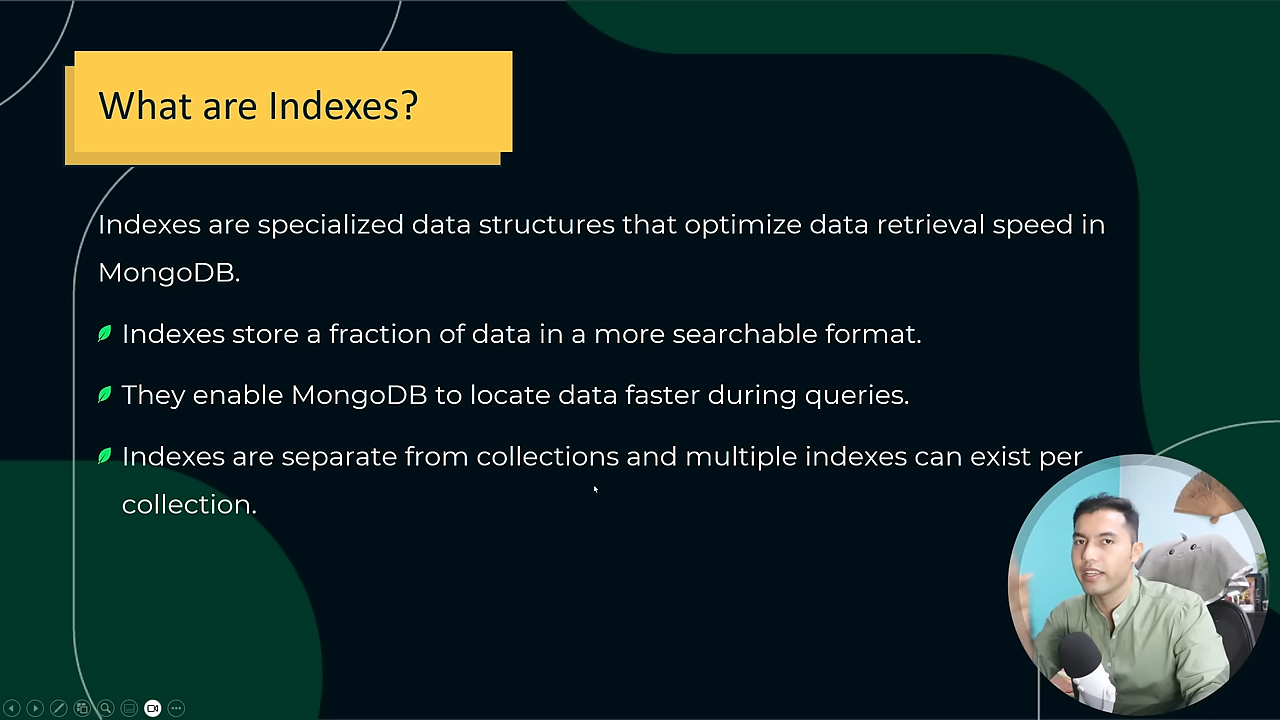 What are Indexes?
Indexes are specialized data structures that optimize data retrieval speed in
MongoDB.
Indexes store a fraction of data in a more searchable format.
They enable MongoDB to locate data faster during queries.
Indexes are separate from collections and multiple indexes can exist per
collection.